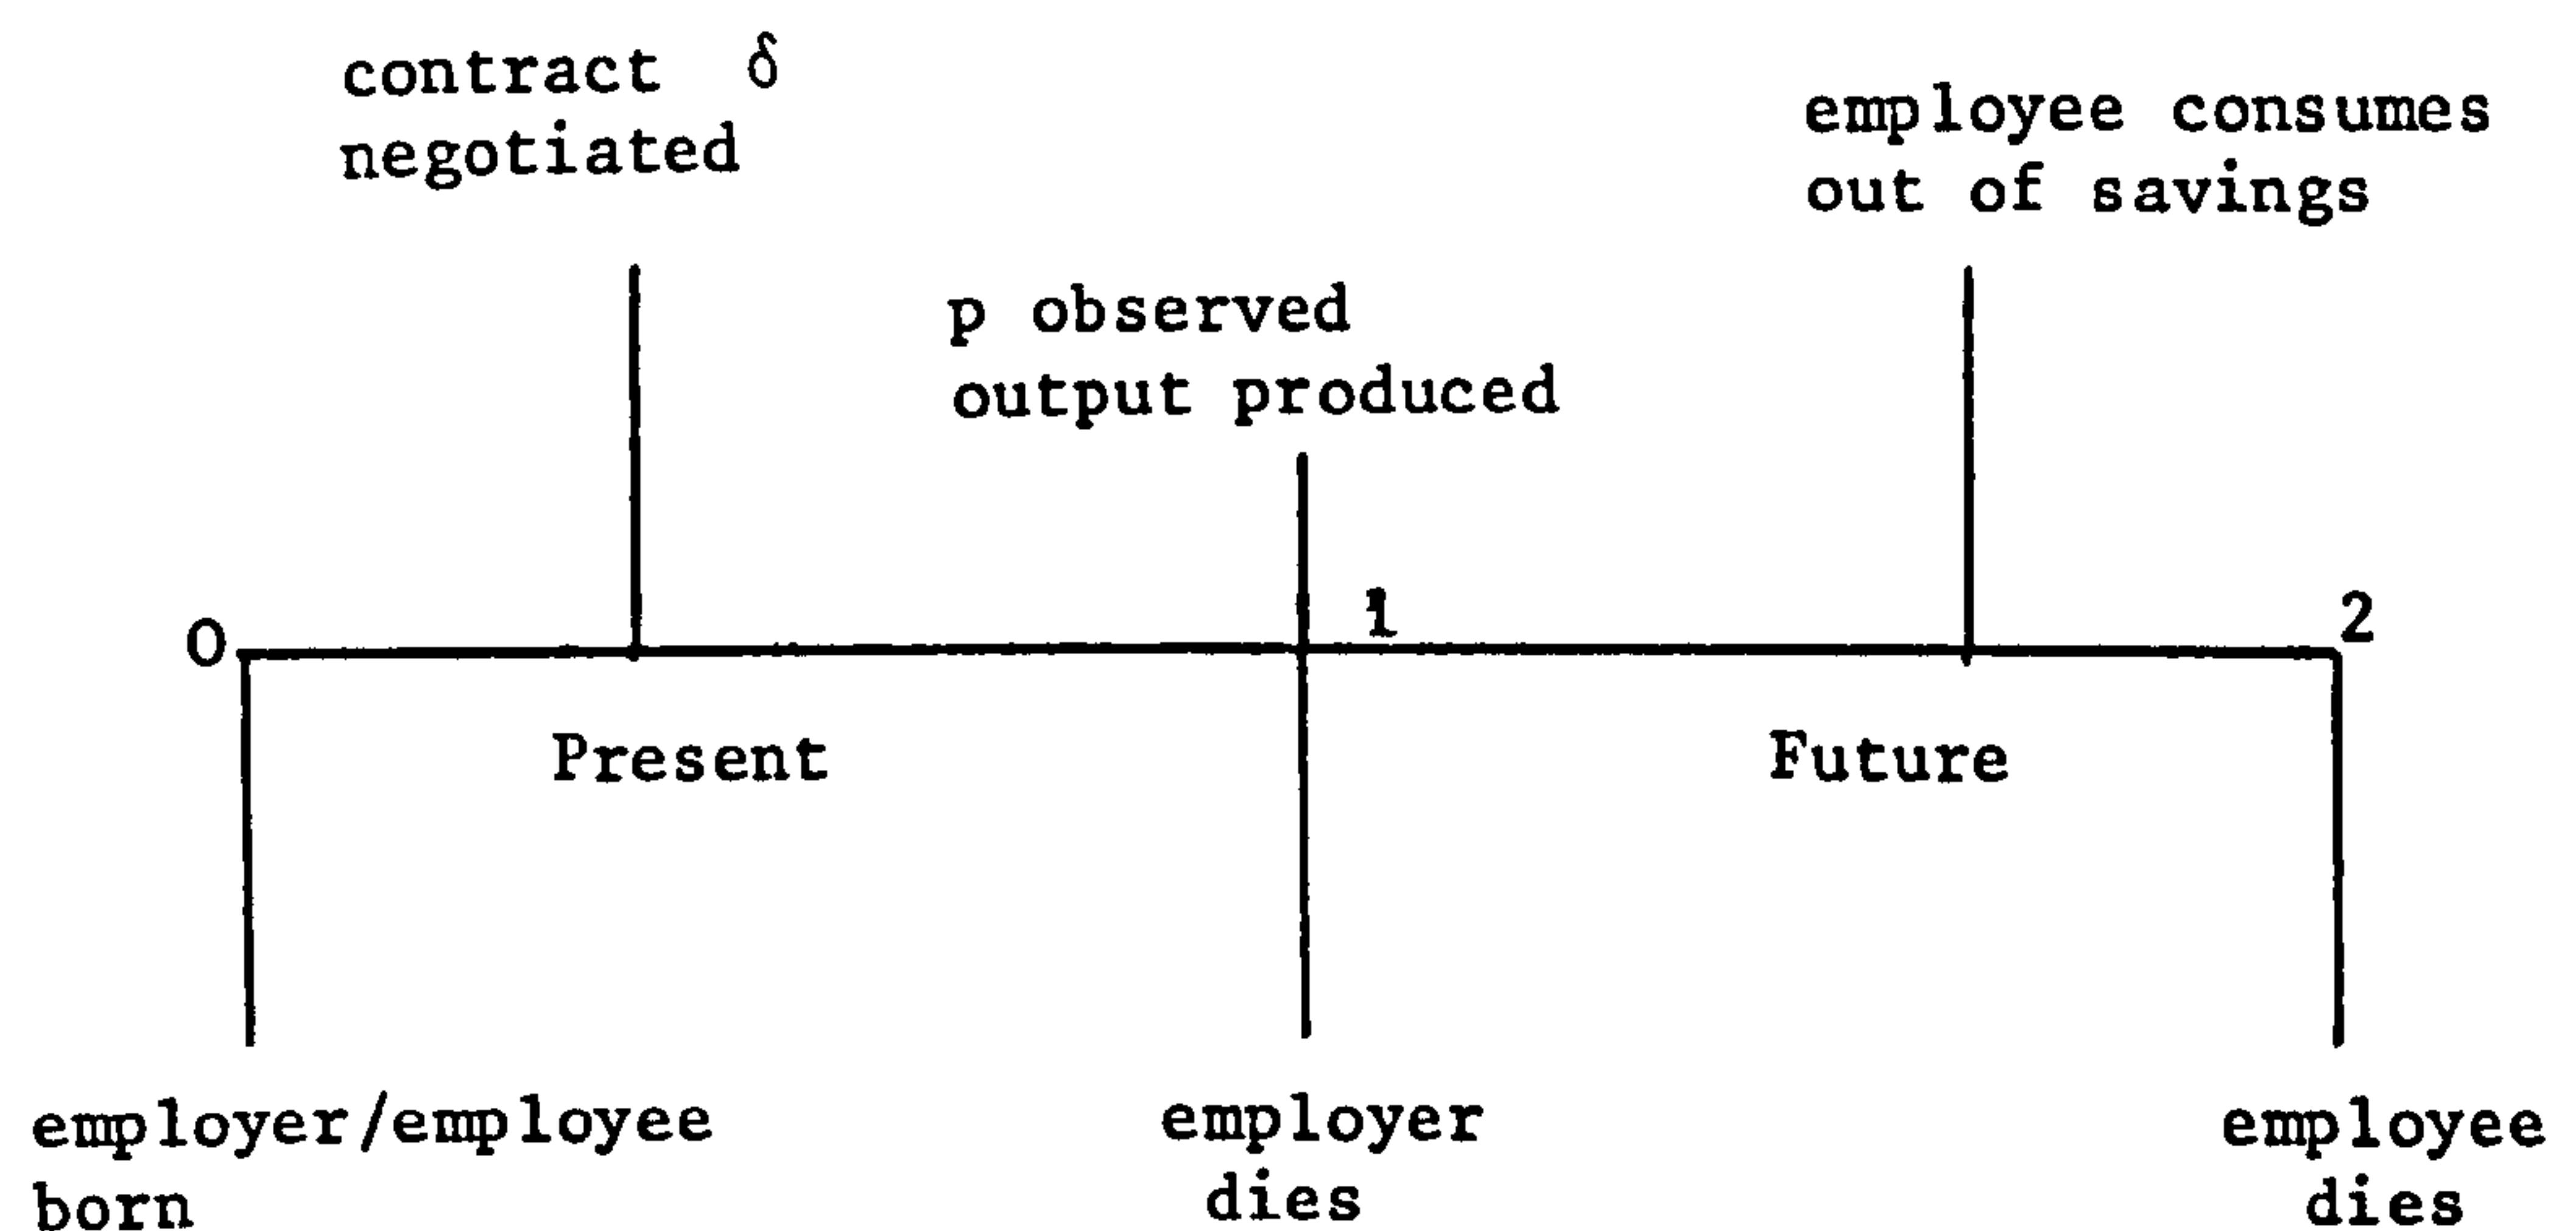 contract δ
negotiated
employee consumes
out of savings
p observed
output produced
0
1
2
Present
Future
employer/employee
born
employer
dies
employee
dies